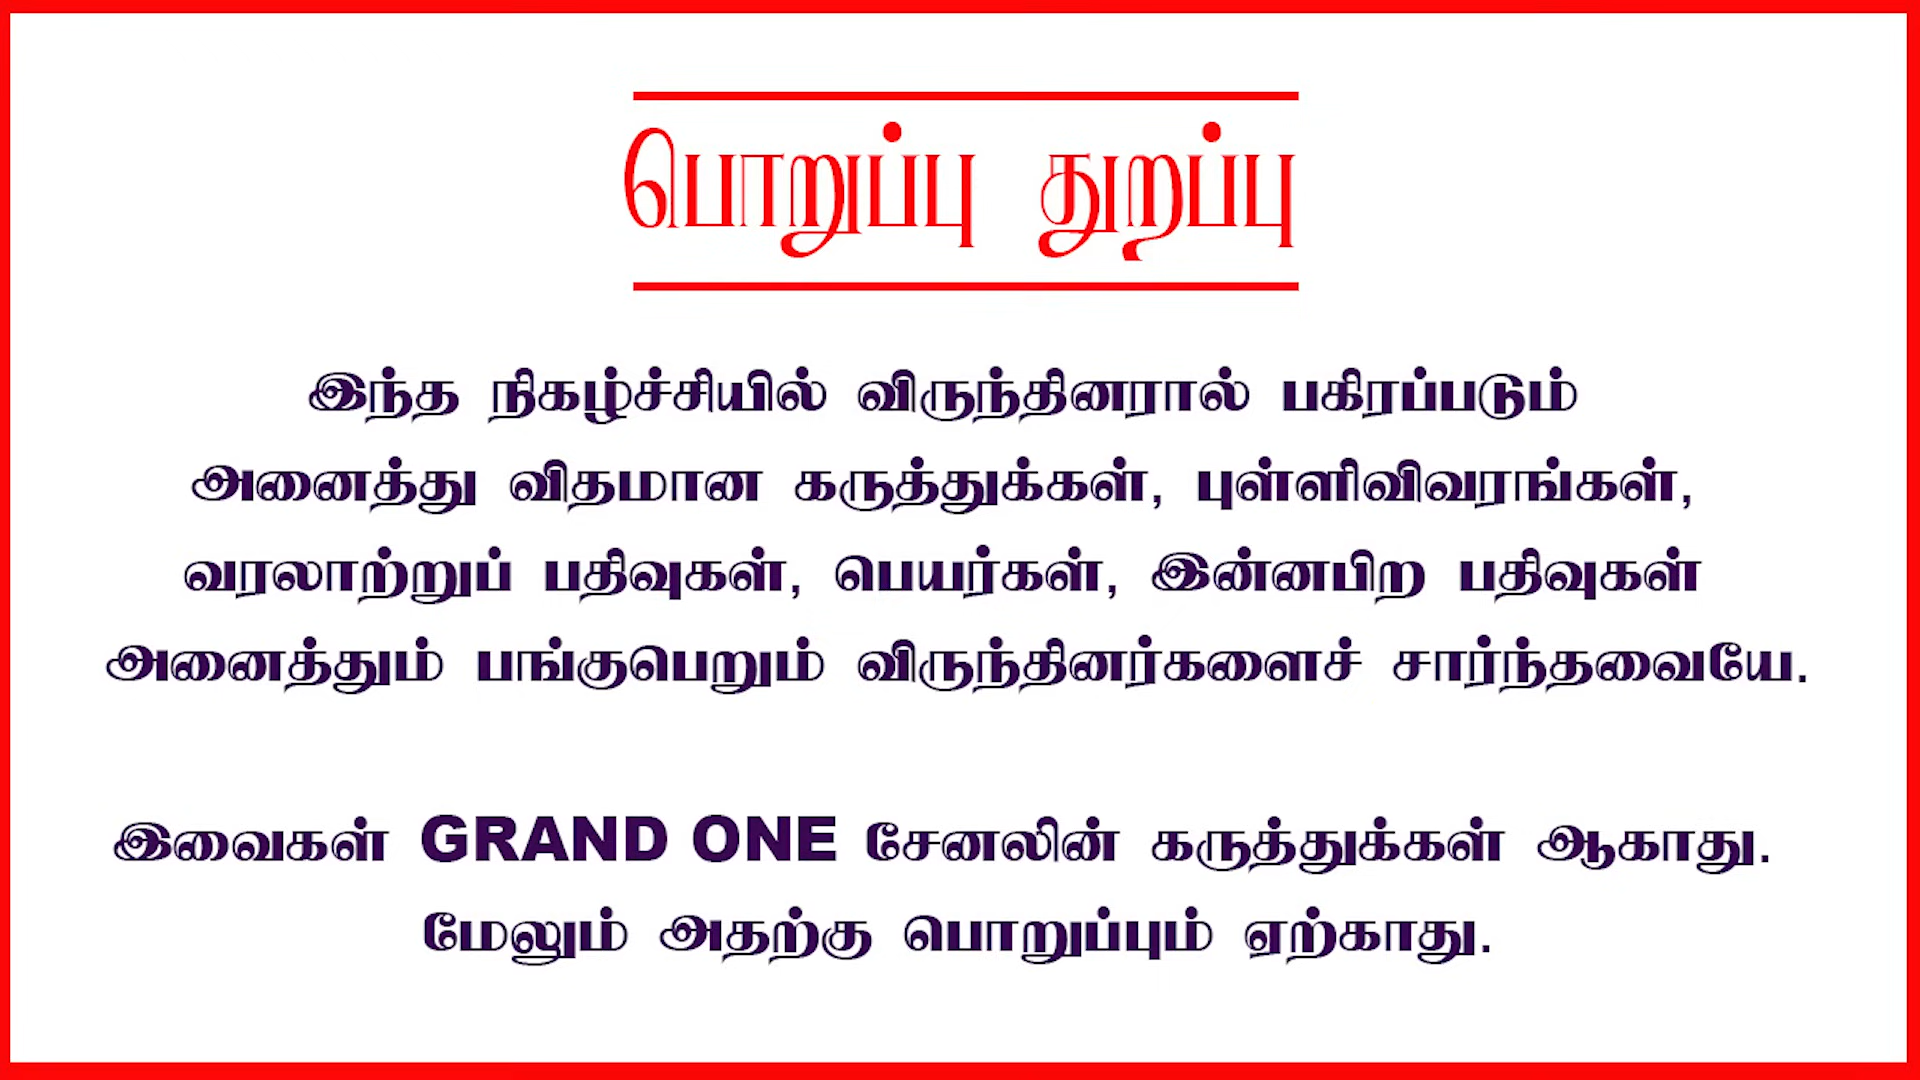 பொறுப்பு துறப்பு
இந்த நிகழ்ச்சியில் விருந்தினரால் பகிரப்படும்
அனைத்து விதமான கருத்துக்கள், புள்ளிவிவரங்கள்,
வரலாற்றுப் பதிவுகள், பெயர்கள், இன்னபிற பதிவுகள்
அனைத்தும் பங்குபெறும் விருந்தினர்களைச் சார்ந்தவையே.
இவைகள் GRAND ONE சேனலின் கருத்துக்கள் ஆகாது.
மேலும் அதற்கு பொறுப்பும் ஏற்காது.